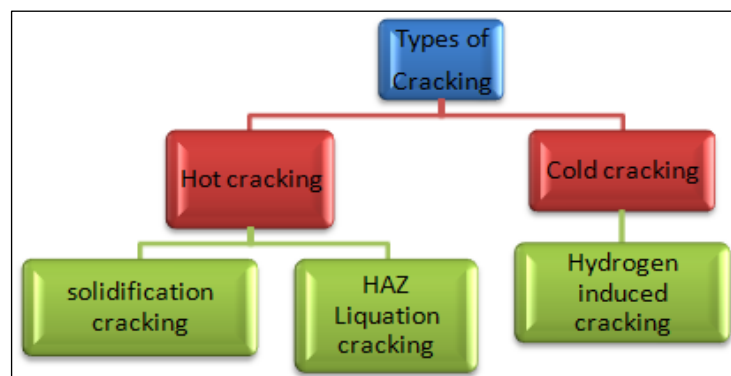 Types of
Cracking
Hot cracking
Cold cracking
solidification
cracking
HAZ
Liquation
cracking
Hydrogen
induced
cracking